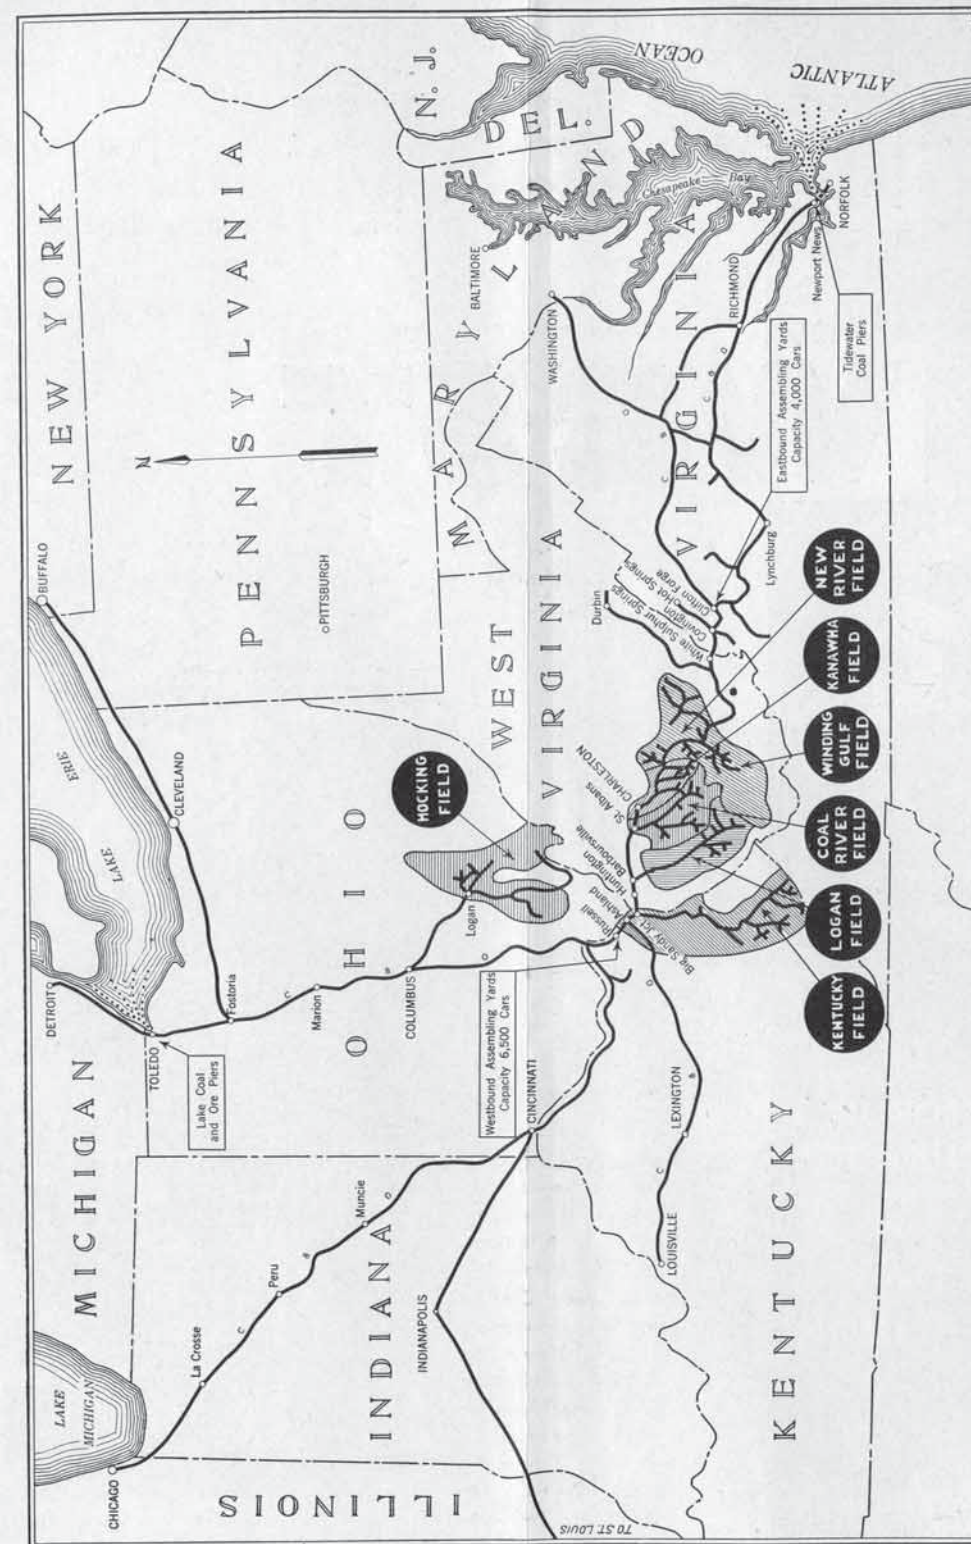 NEW YORK
PENNSYLVANIA
N. J.
DEL.
MARYLAND
WEST
VIRGINIA
VIRGINIA
OHIO
MICHIGAN
INDIANA
ILLINOIS
KENTUCKY
N
ATLANTIC
OCEAN
Chesapeake Bay
LAKE ERIE
LAKE
MICHIGAN
BUFFALO
CLEVELAND
PITTSBURGH
DETROIT
TOLEDO
Lake Coal
and Ore Piers
Fostoria
Marion
COLUMBUS
Logan
HOCKING
FIELD
CHICAGO
La Crosse
Peru
Muncie
INDIANAPOLIS
CINCINNATI
TO ST. LOUIS
Westbound Assembling Yards
Capacity 6,500 Cars
LOUISVILLE
LEXINGTON
Russell
Ashland
Big Sandy Jct.
Huntington
Barboursville
St Albans
CHARLESTON
Durbin
White Sulphur Springs
Covington
Hot Springs
Clifton Forge
Lynchburg
WASHINGTON
BALTIMORE
RICHMOND
Newport News
NORFOLK
Eastbound Assembling Yards
Capacity 4,000 Cars
Tidewater
Coal Piers
C & O
C & O
C & O
C & O
C & O
KENTUCKY
FIELD
LOGAN
FIELD
COAL
RIVER
FIELD
WINDING
GULF
FIELD
KANAWHA
FIELD
NEW
RIVER
FIELD